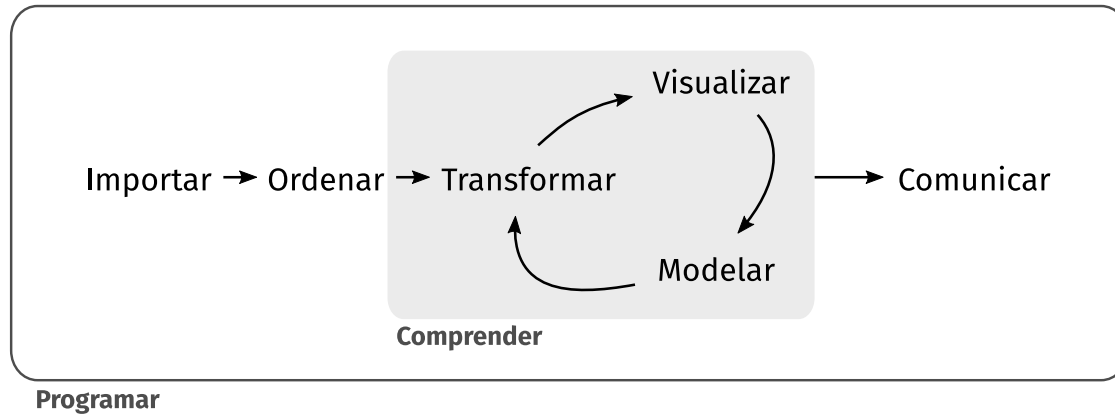 Visualizar
Importar Ordenar Transformar Comunicar
Modelar
Comprender
Programar